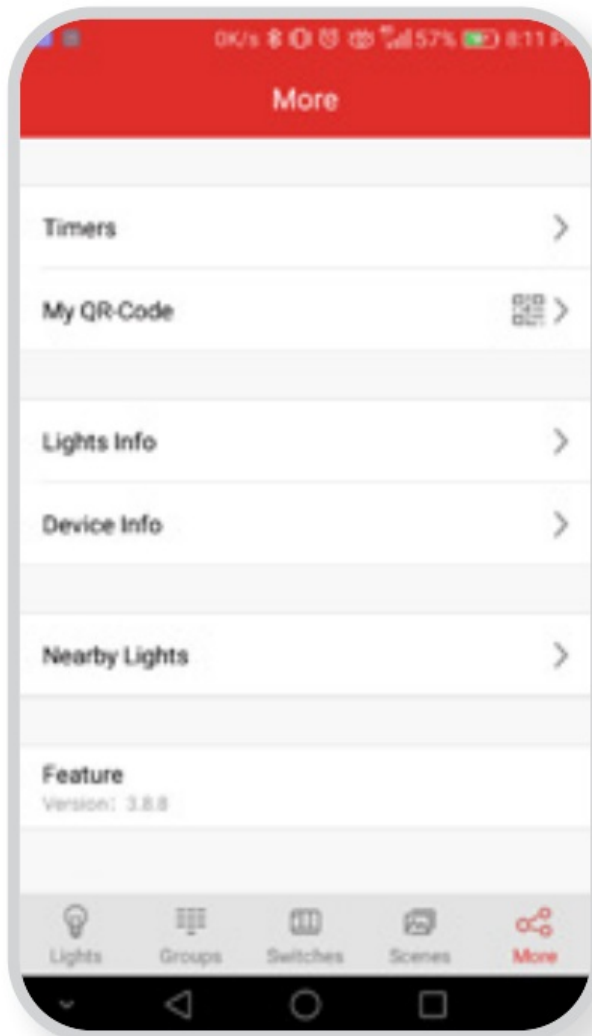 0K/s 57% 8:11 P
More
Timers
My QR-Code
Lights Info
Device Info
Nearby Lights
Feature
Version: 3.8.8
Lights Groups Switches Scenes More